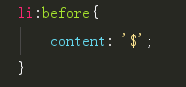 li:before{
content: '$';
}